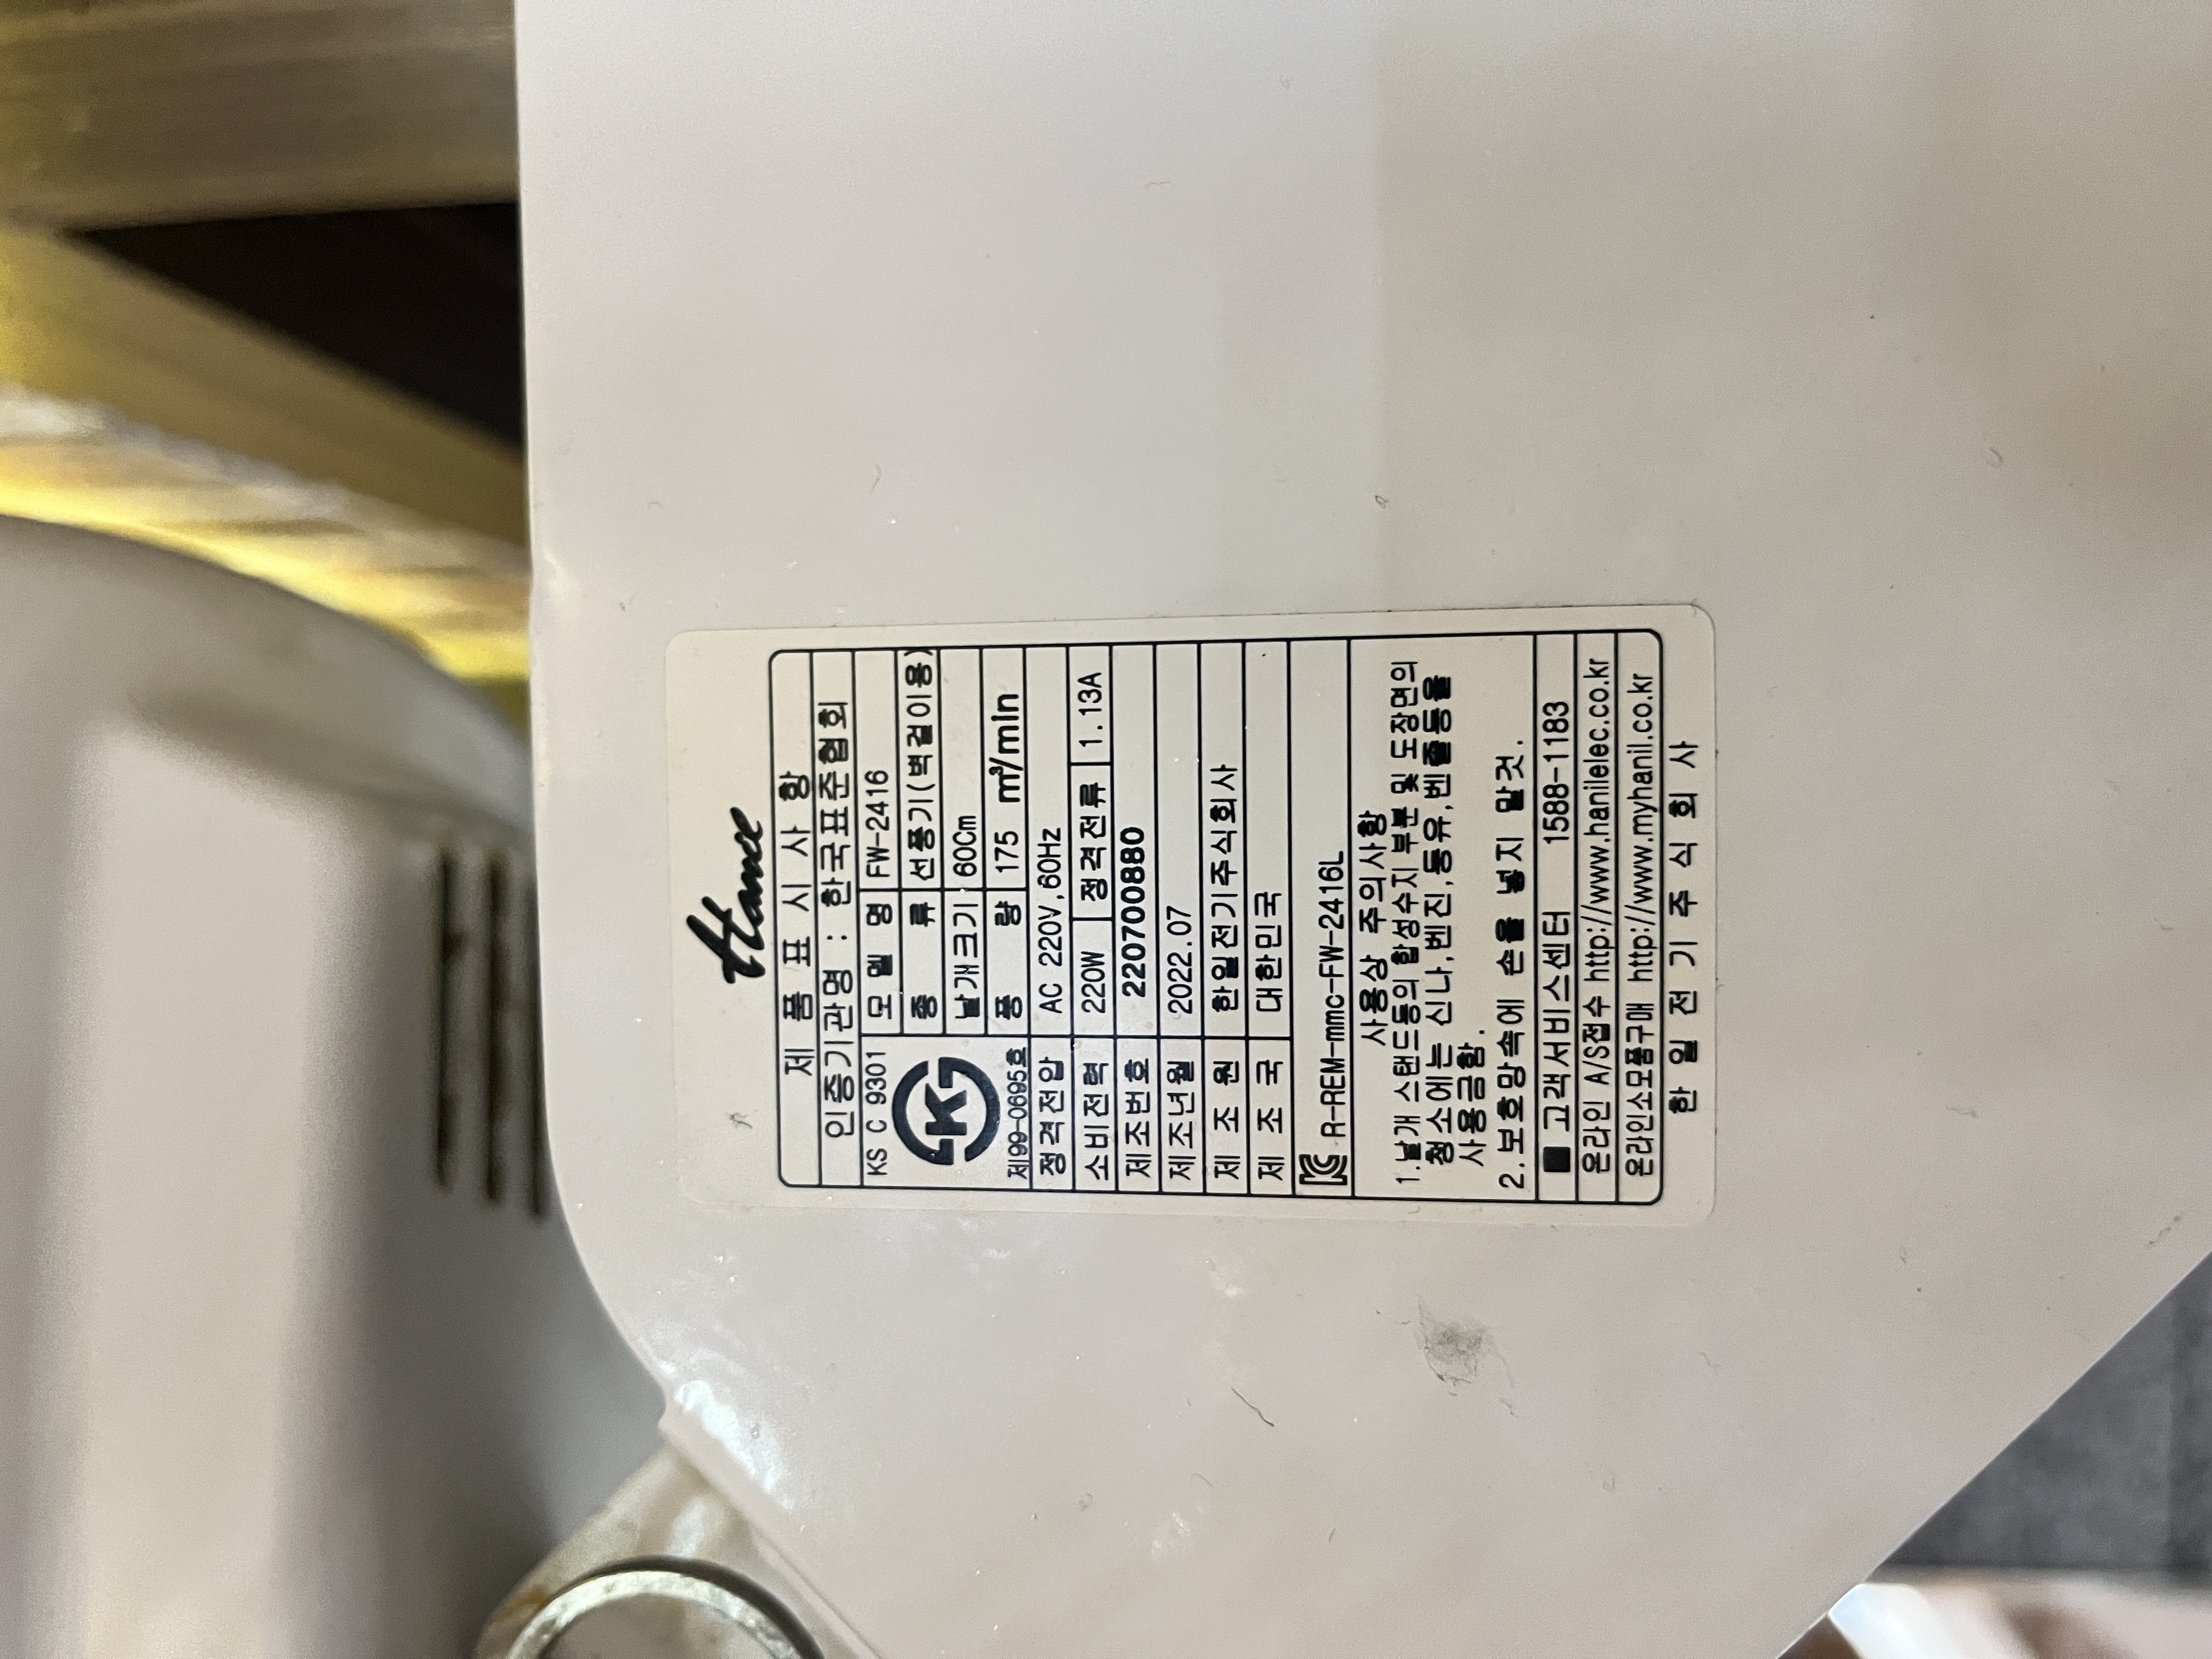 Hance
제 품 표 시 사 항
인증기관명 : 한국표준협회
KS C 9301
제99-0695호
모 델 명 FW-2416
종 류 선풍기(벽걸이용)
날개크기 60Cm
풍 량 175 m³/min
정격전압 AC 220V, 60Hz
소비전력 220W 정격전류 1.13A
제조번호 220700880
제조년월 2022.07
제 조 원 한일전기주식회사
제 조 국 대한민국
KC R-REM-mmc-FW-2416L
사용상 주의사항
1.날개 스탠드등의 합성수지 부분 및 도장면의
청소에는 신나,벤진,등유,벤졸등을
사용금함.
2.보호망속에 손을 넣지 말것.
■ 고객서비스센터 1588-1183
온라인 A/S접수 http://www.hanilelec.co.kr
온라인소모품구매 http://www.myhanil.co.kr
한 일 전 기 주 식 회 사